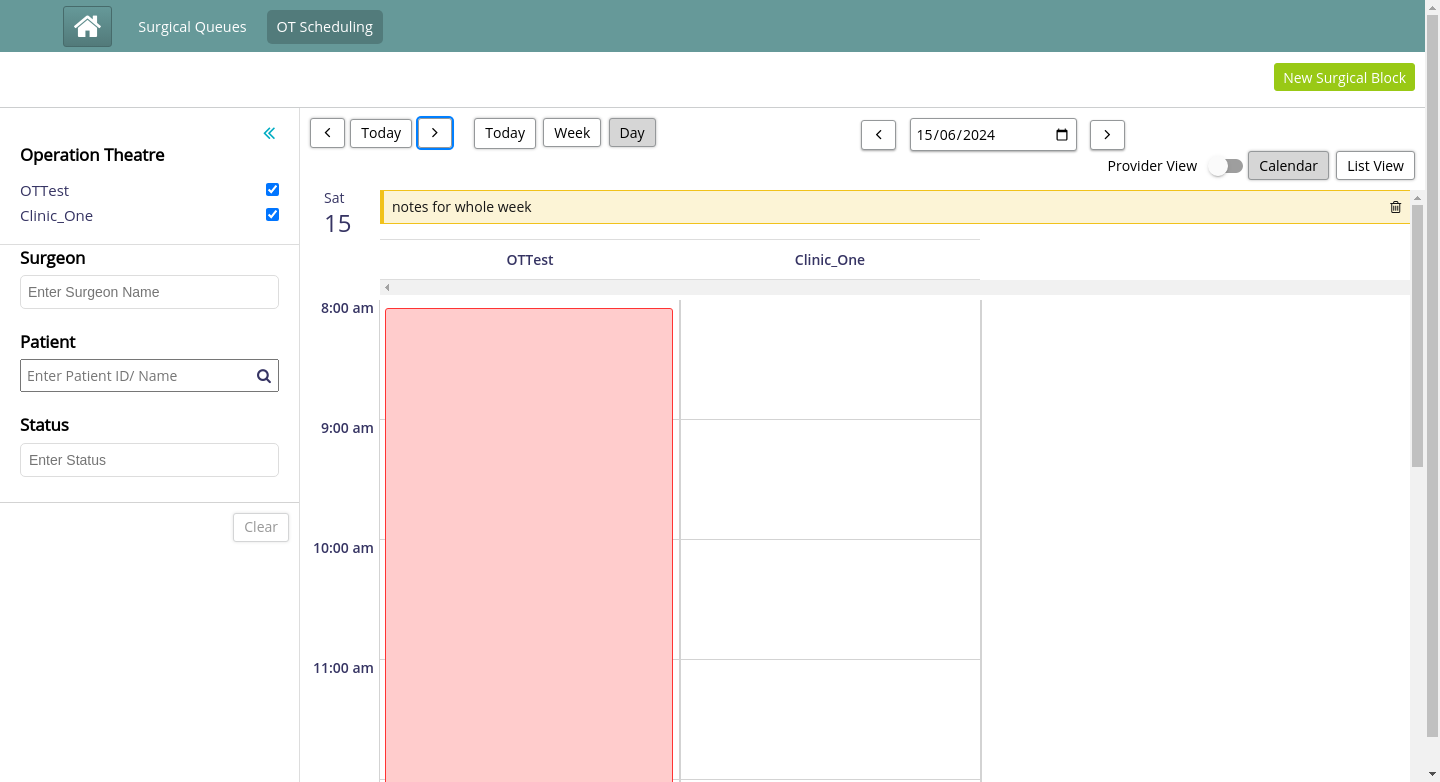 Surgical Queues
OT Scheduling
New Surgical Block
Operation Theatre
OTTest
Clinic_One
Surgeon
Enter Surgeon Name
Patient
Enter Patient ID/ Name
Status
Enter Status
Clear
Today
Today
Week
Day
15/06/2024
Provider View
Calendar
List View
Sat
15
notes for whole week
OTTest
Clinic_One
8:00 am
9:00 am
10:00 am
11:00 am